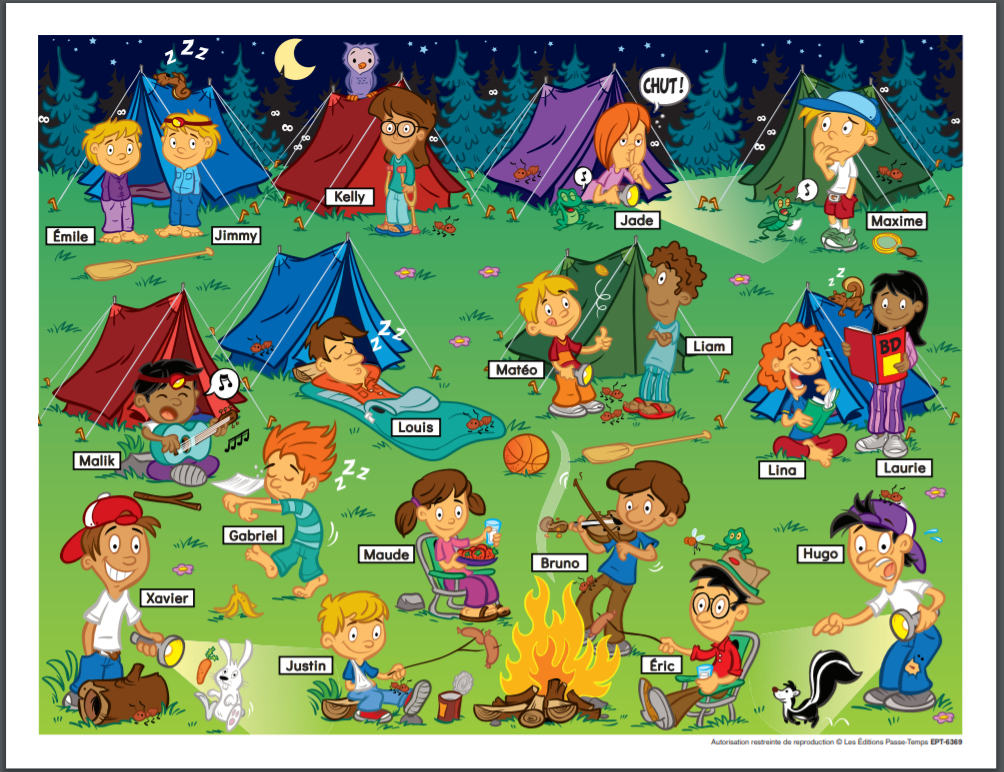 z z z
CHUT!
Kelly
Jade
Maxime
Émile
Jimmy
z z
BD
Liam
Matéo
z z z
Louis
Malik
Lina
Laurie
z z z
Gabriel
Maude
Bruno
Hugo
Xavier
Justin
Éric
Autorisation restreinte de reproduction © Les Éditions Passe-Temps EPT-6369